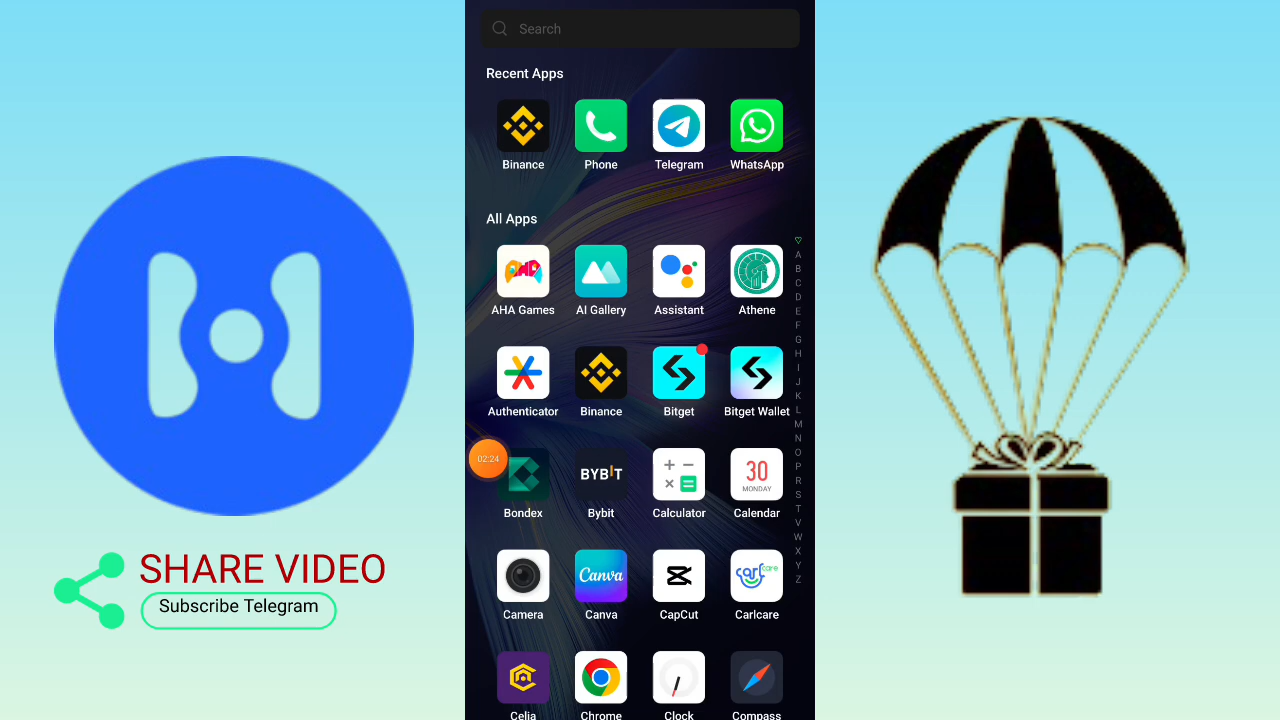 Search
Recent Apps
Binance Phone Telegram WhatsApp
All Apps
AHA Games AI Gallery Assistant Athene
Authenticator Binance Bitget Bitget Wallet
02:24
BYBIT
30
MONDAY
Bondex Bybit Calculator Calendar
Canva
carl care
Camera Canva CapCut Carlcare
Celia Chrome Clock Compass
A
B
C
D
E
F
G
H
I
J
K
L
M
N
O
P
R
S
T
V
W
X
Y
Z
SHARE VIDEO
Subscribe Telegram